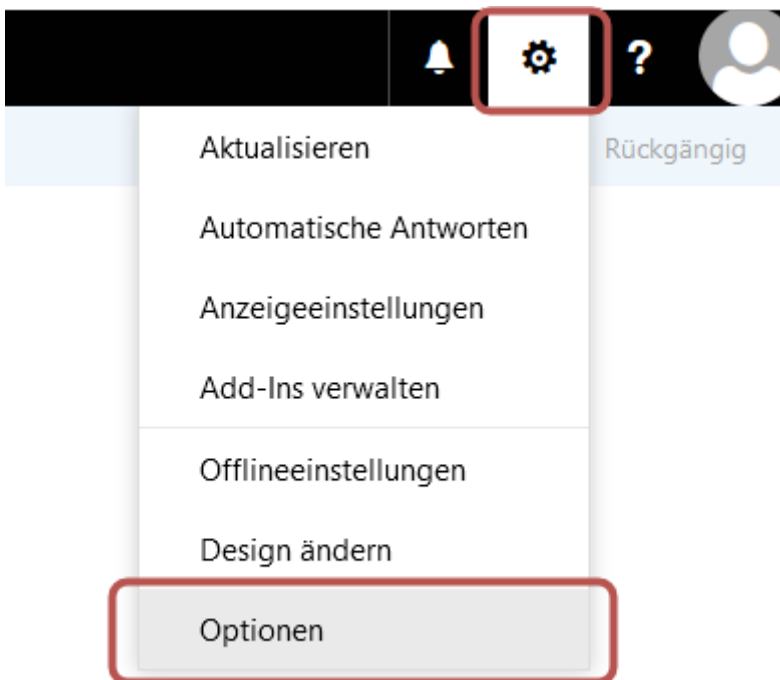 ?
Aktualisieren
Rückgängig
Automatische Antworten
Anzeigeeinstellungen
Add-Ins verwalten
Offlineeinstellungen
Design ändern
Optionen